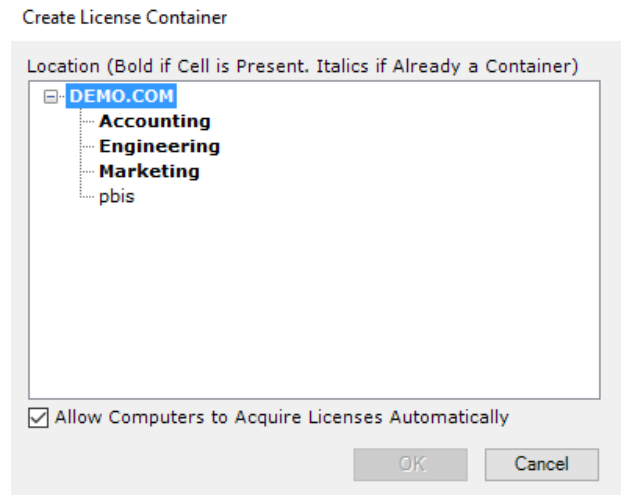 Create License Container
Location (Bold if Cell is Present. Italics if Already a Container)
DEMO.COM
Accounting
Engineering
Marketing
pbis
Allow Computers to Acquire Licenses Automatically
OK Cancel